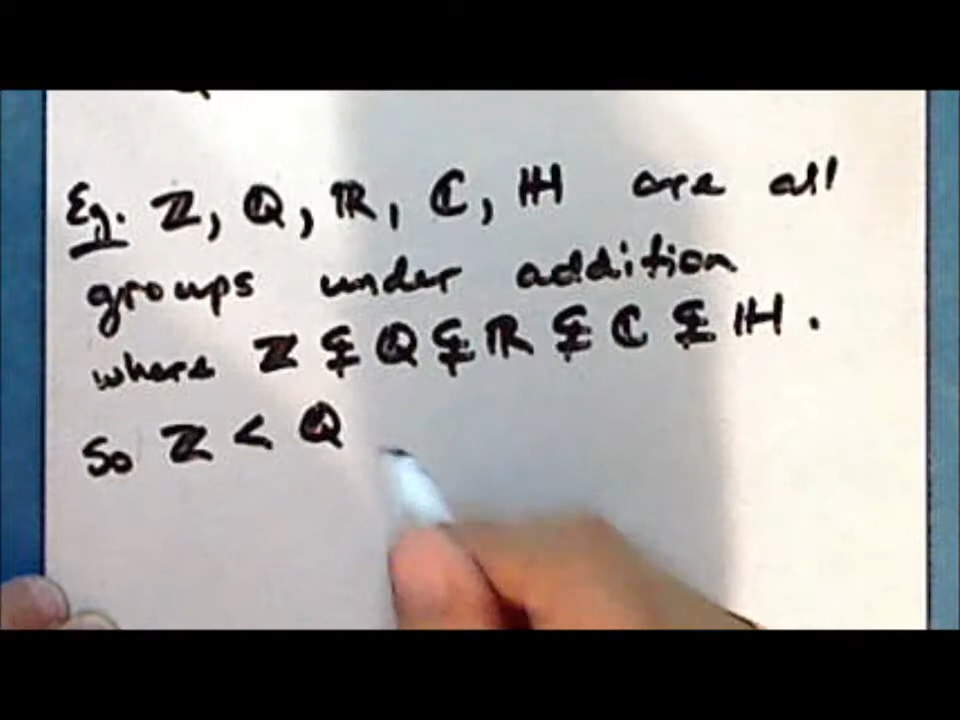 Eg. ℤ, ℚ, ℝ, ℂ, ℍ are all
groups under addition
where ℤ ⊊ ℚ ⊊ ℝ ⊊ ℂ ⊊ ℍ.
So ℤ < ℚ